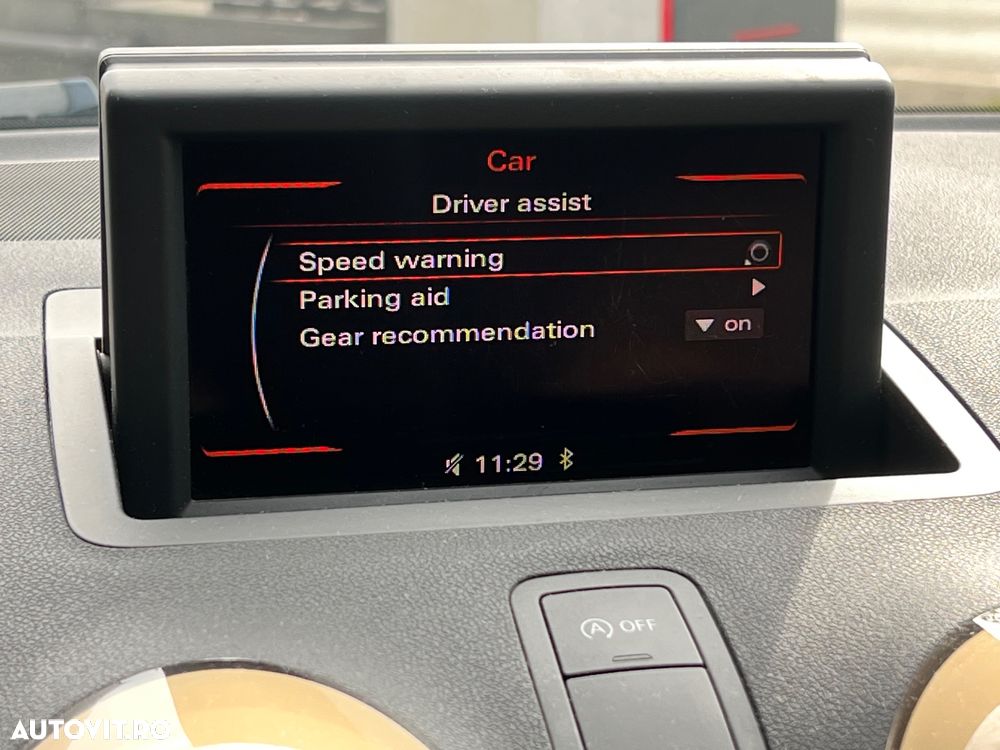 Car
Driver assist
Speed warning
Parking aid
Gear recommendation
on
11:29
A OFF
AUTOVIT.RO